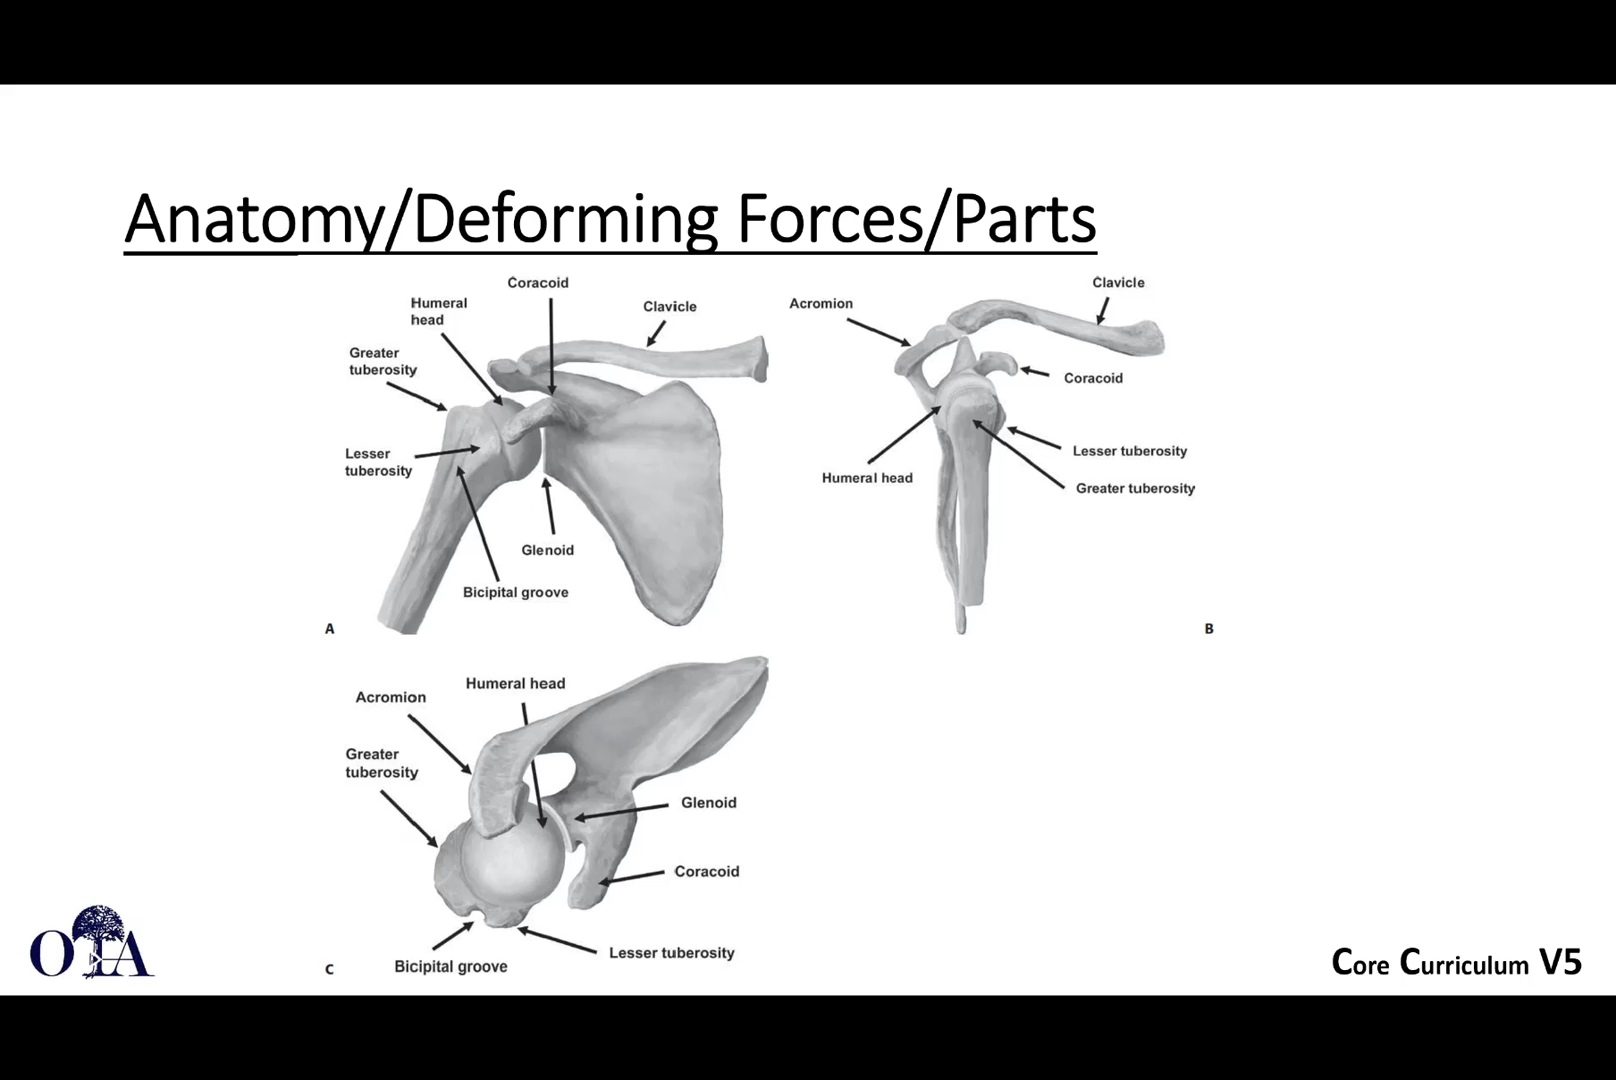 Anatomy/Deforming Forces/Parts
Coracoid
Humeral
head
Clavicle
Greater
tuberosity
Lesser
tuberosity
Glenoid
Bicipital groove
A
Clavicle
Acromion
Coracoid
Lesser tuberosity
Humeral head
Greater tuberosity
B
Humeral head
Acromion
Greater
tuberosity
Glenoid
Coracoid
Lesser tuberosity
Bicipital groove
C
OTA
Core Curriculum V5